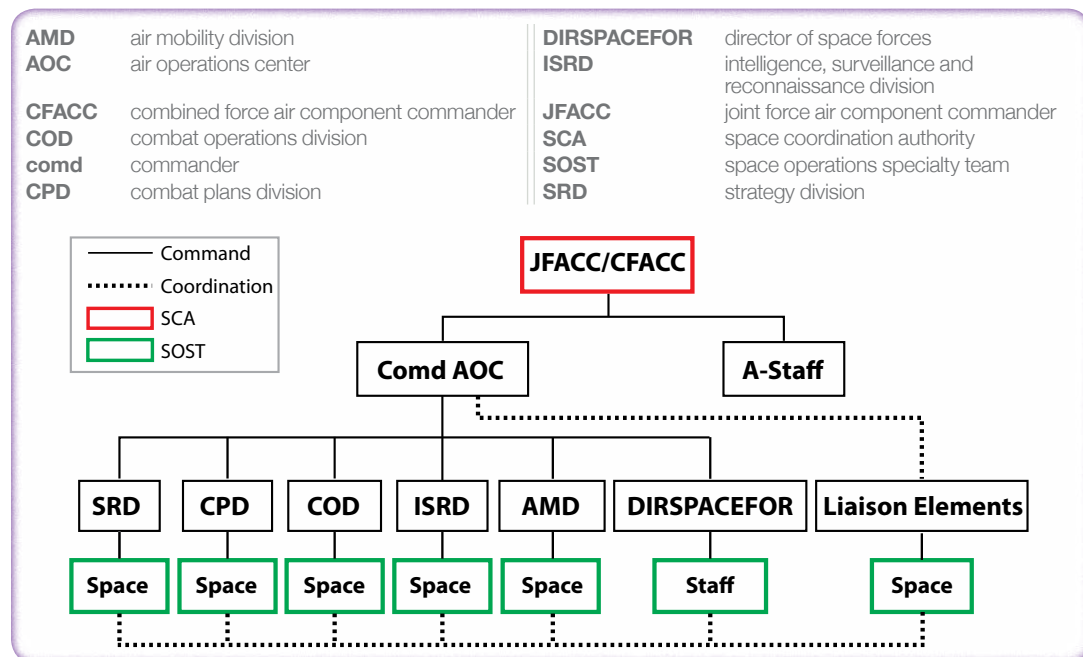 AMD air mobility division
AOC air operations center
CFACC combined force air component commander
COD combat operations division
comd commander
CPD combat plans division
DIRSPACEFOR director of space forces
ISRD intelligence, surveillance and
reconnaissance division
JFACC joint force air component commander
SCA space coordination authority
SOST space operations specialty team
SRD strategy division
Command
Coordination
SCA
SOST
JFACC/CFACC
Comd AOC
A-Staff
SRD
CPD
COD
ISRD
AMD
DIRSPACEFOR
Liaison Elements
Space
Space
Space
Space
Space
Staff
Space